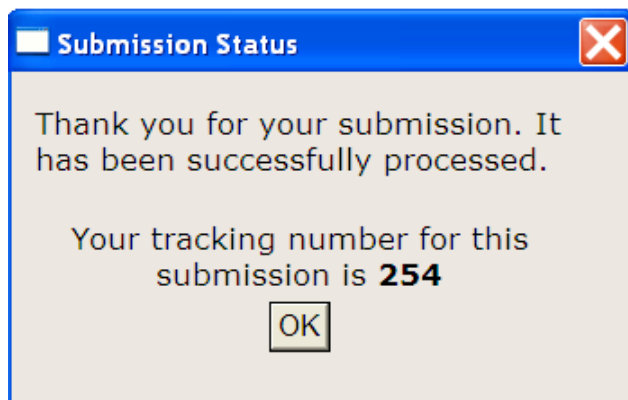 Submission Status
Thank you for your submission. It
has been successfully processed.
Your tracking number for this
submission is 254
OK